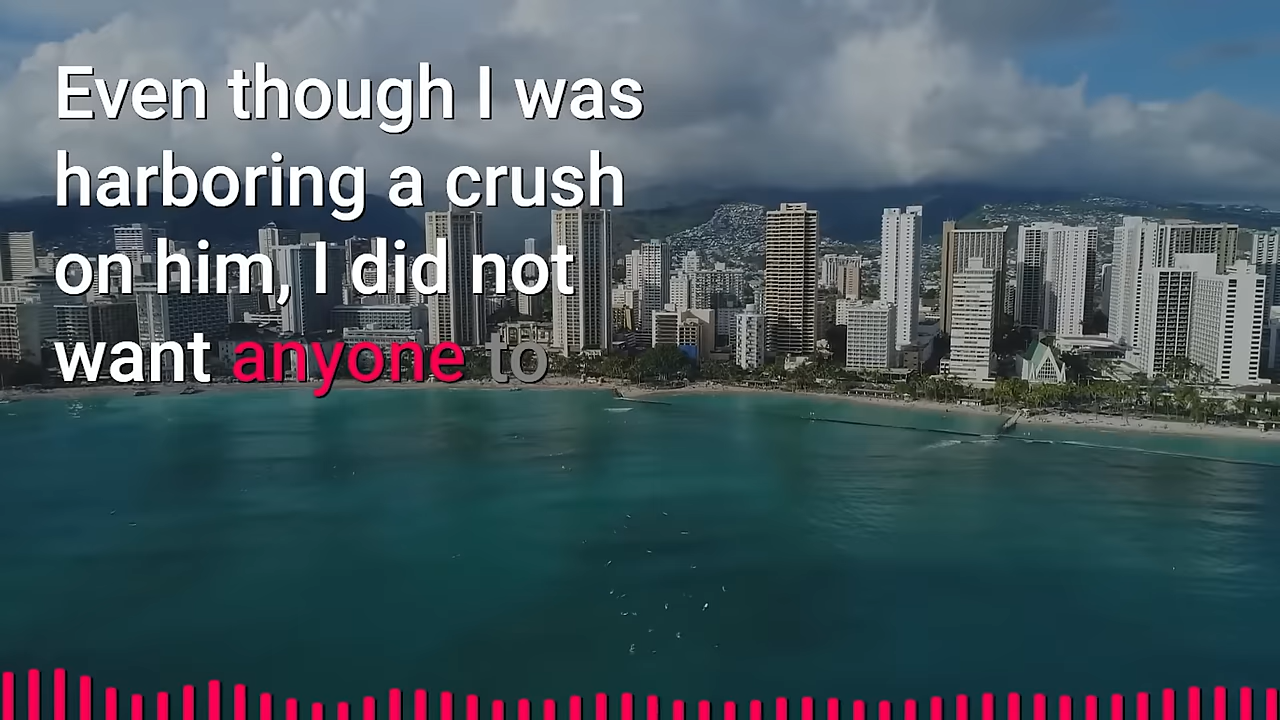 Even though I was
harboring a crush
on him, I did not
want anyone to